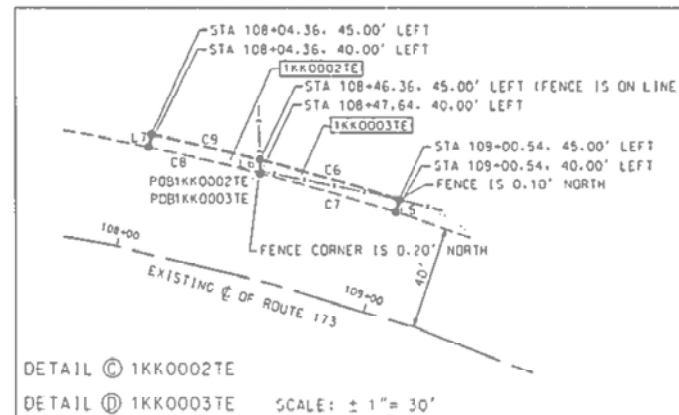 STA 108+04.36, 45.00' LEFT
STA 108+04.36, 40.00' LEFT
1KK0002TE
STA 108+46.36, 45.00' LEFT (FENCE IS ON LINE
STA 108+47.64, 40.00' LEFT
1KK0003TE
STA 109+00.54, 45.00' LEFT
STA 109+00.54, 40.00' LEFT
FENCE IS 0.10' NORTH
L7
C9
C8
L6
C6
C7
L5
POB1KK0002TE
POB1KK0003TE
FENCE CORNER IS 0.20' NORTH
108+00
109+00
40'
EXISTING ℄ OF ROUTE 173
DETAIL Ⓒ 1KK0002TE
DETAIL Ⓓ 1KK0003TE SCALE: ± 1"= 30'